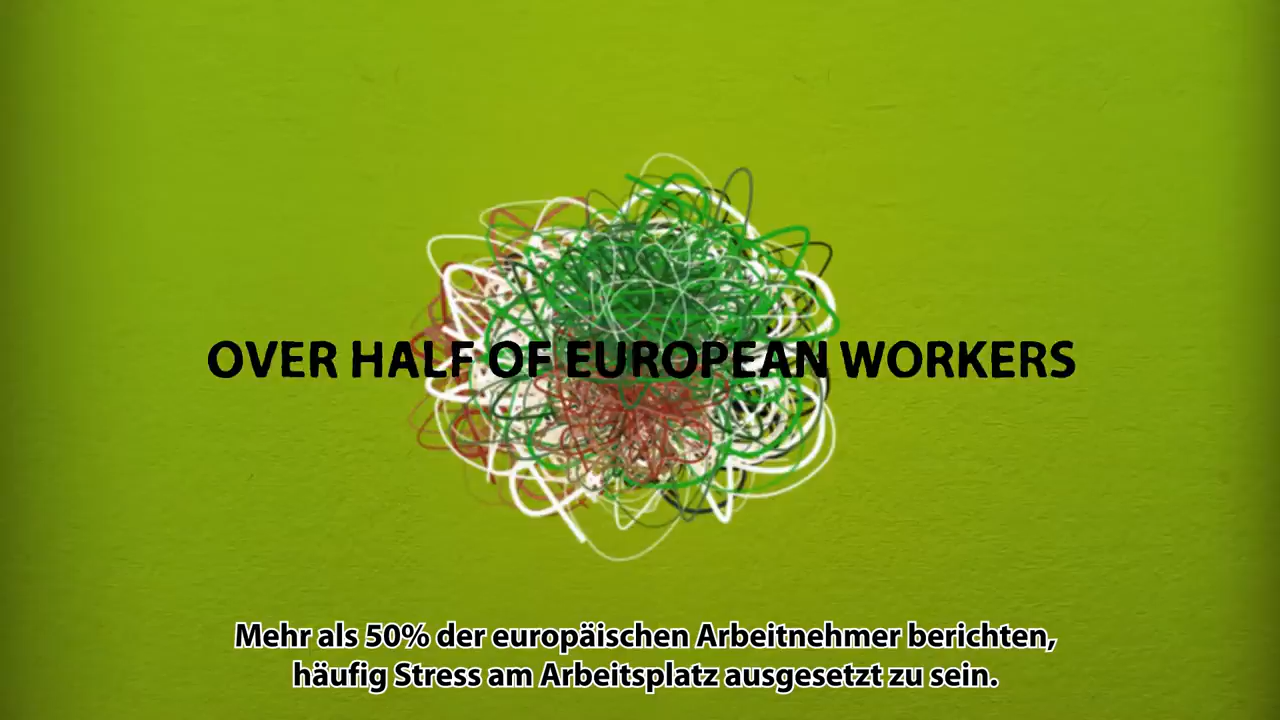 OVER HALF OF EUROPEAN WORKERS
Mehr als 50% der europäischen Arbeitnehmer berichten,
häufig Stress am Arbeitsplatz ausgesetzt zu sein.